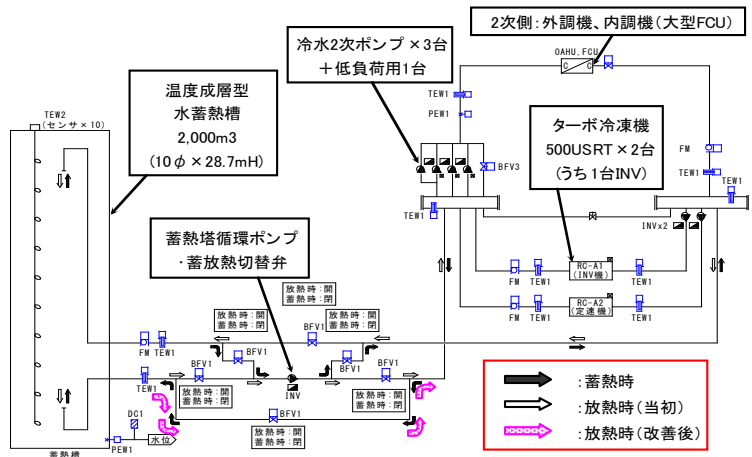 2次側：外調機、内調機（大型FCU）
冷水2次ポンプ×3台
＋低負荷用1台
OAHU, FCU
C
C
温度成層型
水蓄熱槽
2,000m3
(10φ×28.7mH)
TEW2
(センサ×10)
TEW1
PEW1
ターボ冷凍機
500USRT×2台
(うち1台INV)
BFV3
FM
TEW1
TEW1
TEW1
INVx2
蓄熱塔循環ポンプ
・蓄放熱切替弁
RC-A1
(INV機)
FM
TEW1
TEW1
RC-A2
(定速機)
FM
TEW1
TEW1
放熱時：開
蓄熱時：閉
放熱時：開
蓄熱時：閉
放熱時：開
蓄熱時：閉
BFV1
FM
TEW1
BFV1
BFV1
BFV1
BFV1
TEW1
INV
放熱時：開
蓄熱時：閉
放熱時：開
蓄熱時：閉
BFV1
放熱時：開
蓄熱時：閉
DC1
PEW1
水位
蓄熱槽
：蓄熱時
：放熱時（当初）
：放熱時（改善後）